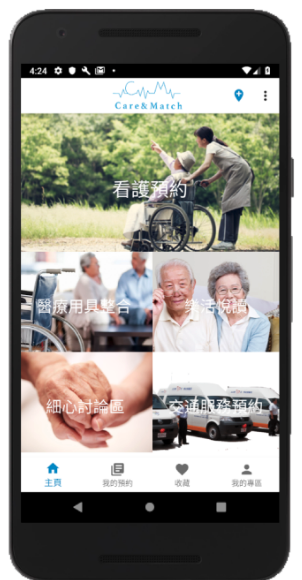 4:24
Care&Match
看護預約
醫療用具整合
樂活悅讀
細心討論區
交通服務預約
主頁
我的預約
收藏
我的專區